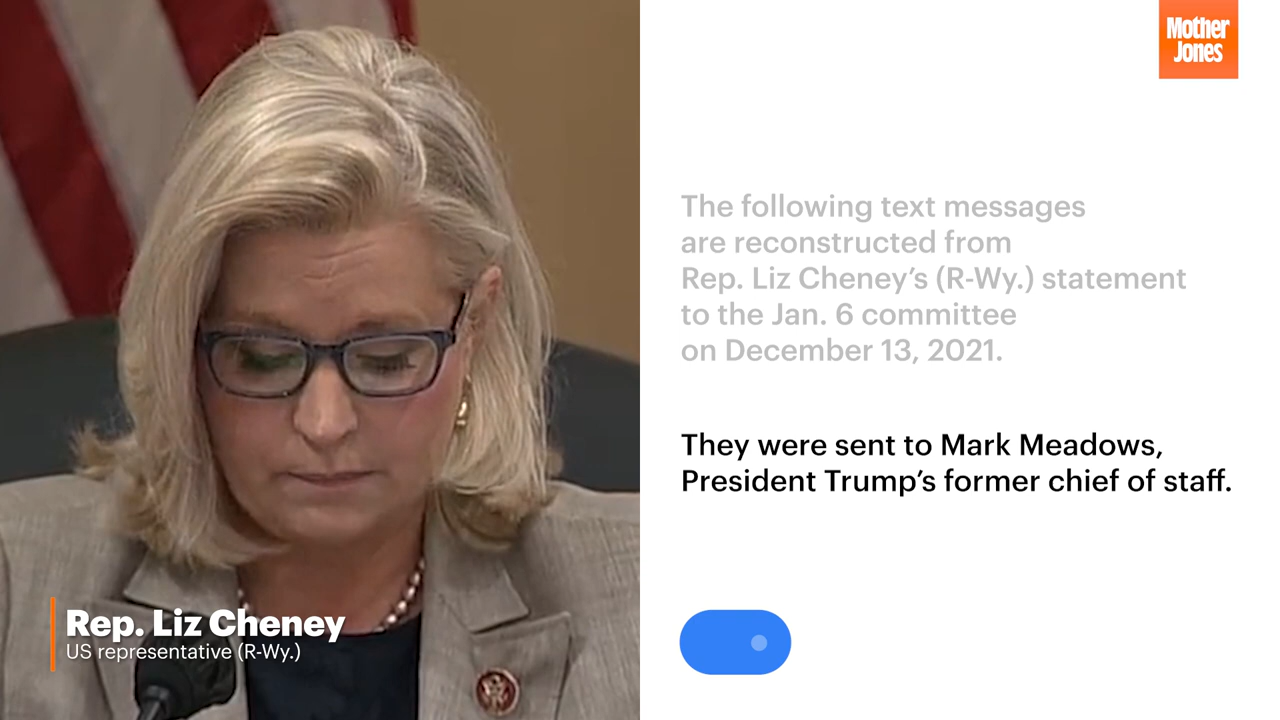 Mother
Jones
The following text messages
are reconstructed from
Rep. Liz Cheney’s (R-Wy.) statement
to the Jan. 6 committee
on December 13, 2021.
They were sent to Mark Meadows,
President Trump’s former chief of staff.
Rep. Liz Cheney
US representative (R-Wy.)